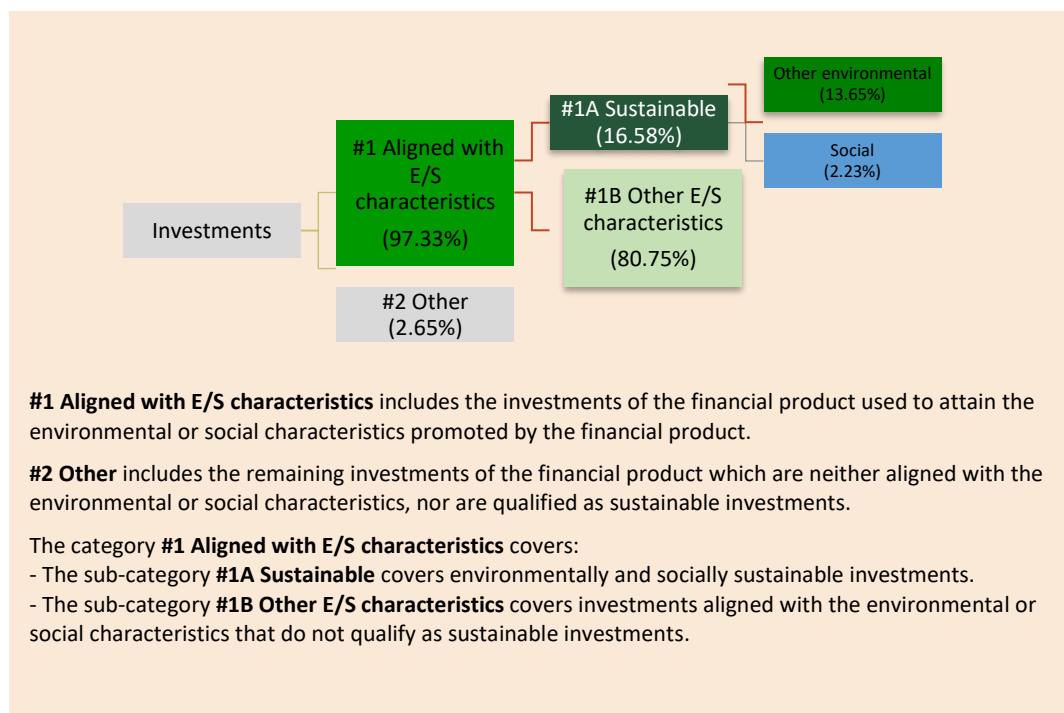 Investments
#1 Aligned with
E/S
characteristics
(97.33%)
#2 Other
(2.65%)
#1A Sustainable
(16.58%)
#1B Other E/S
characteristics
(80.75%)
Other environmental
(13.65%)
Social
(2.23%)
#1 Aligned with E/S characteristics includes the investments of the financial product used to attain the
environmental or social characteristics promoted by the financial product.
#2 Other includes the remaining investments of the financial product which are neither aligned with the
environmental or social characteristics, nor are qualified as sustainable investments.
The category #1 Aligned with E/S characteristics covers:
- The sub-category #1A Sustainable covers environmentally and socially sustainable investments.
- The sub-category #1B Other E/S characteristics covers investments aligned with the environmental or
social characteristics that do not qualify as sustainable investments.